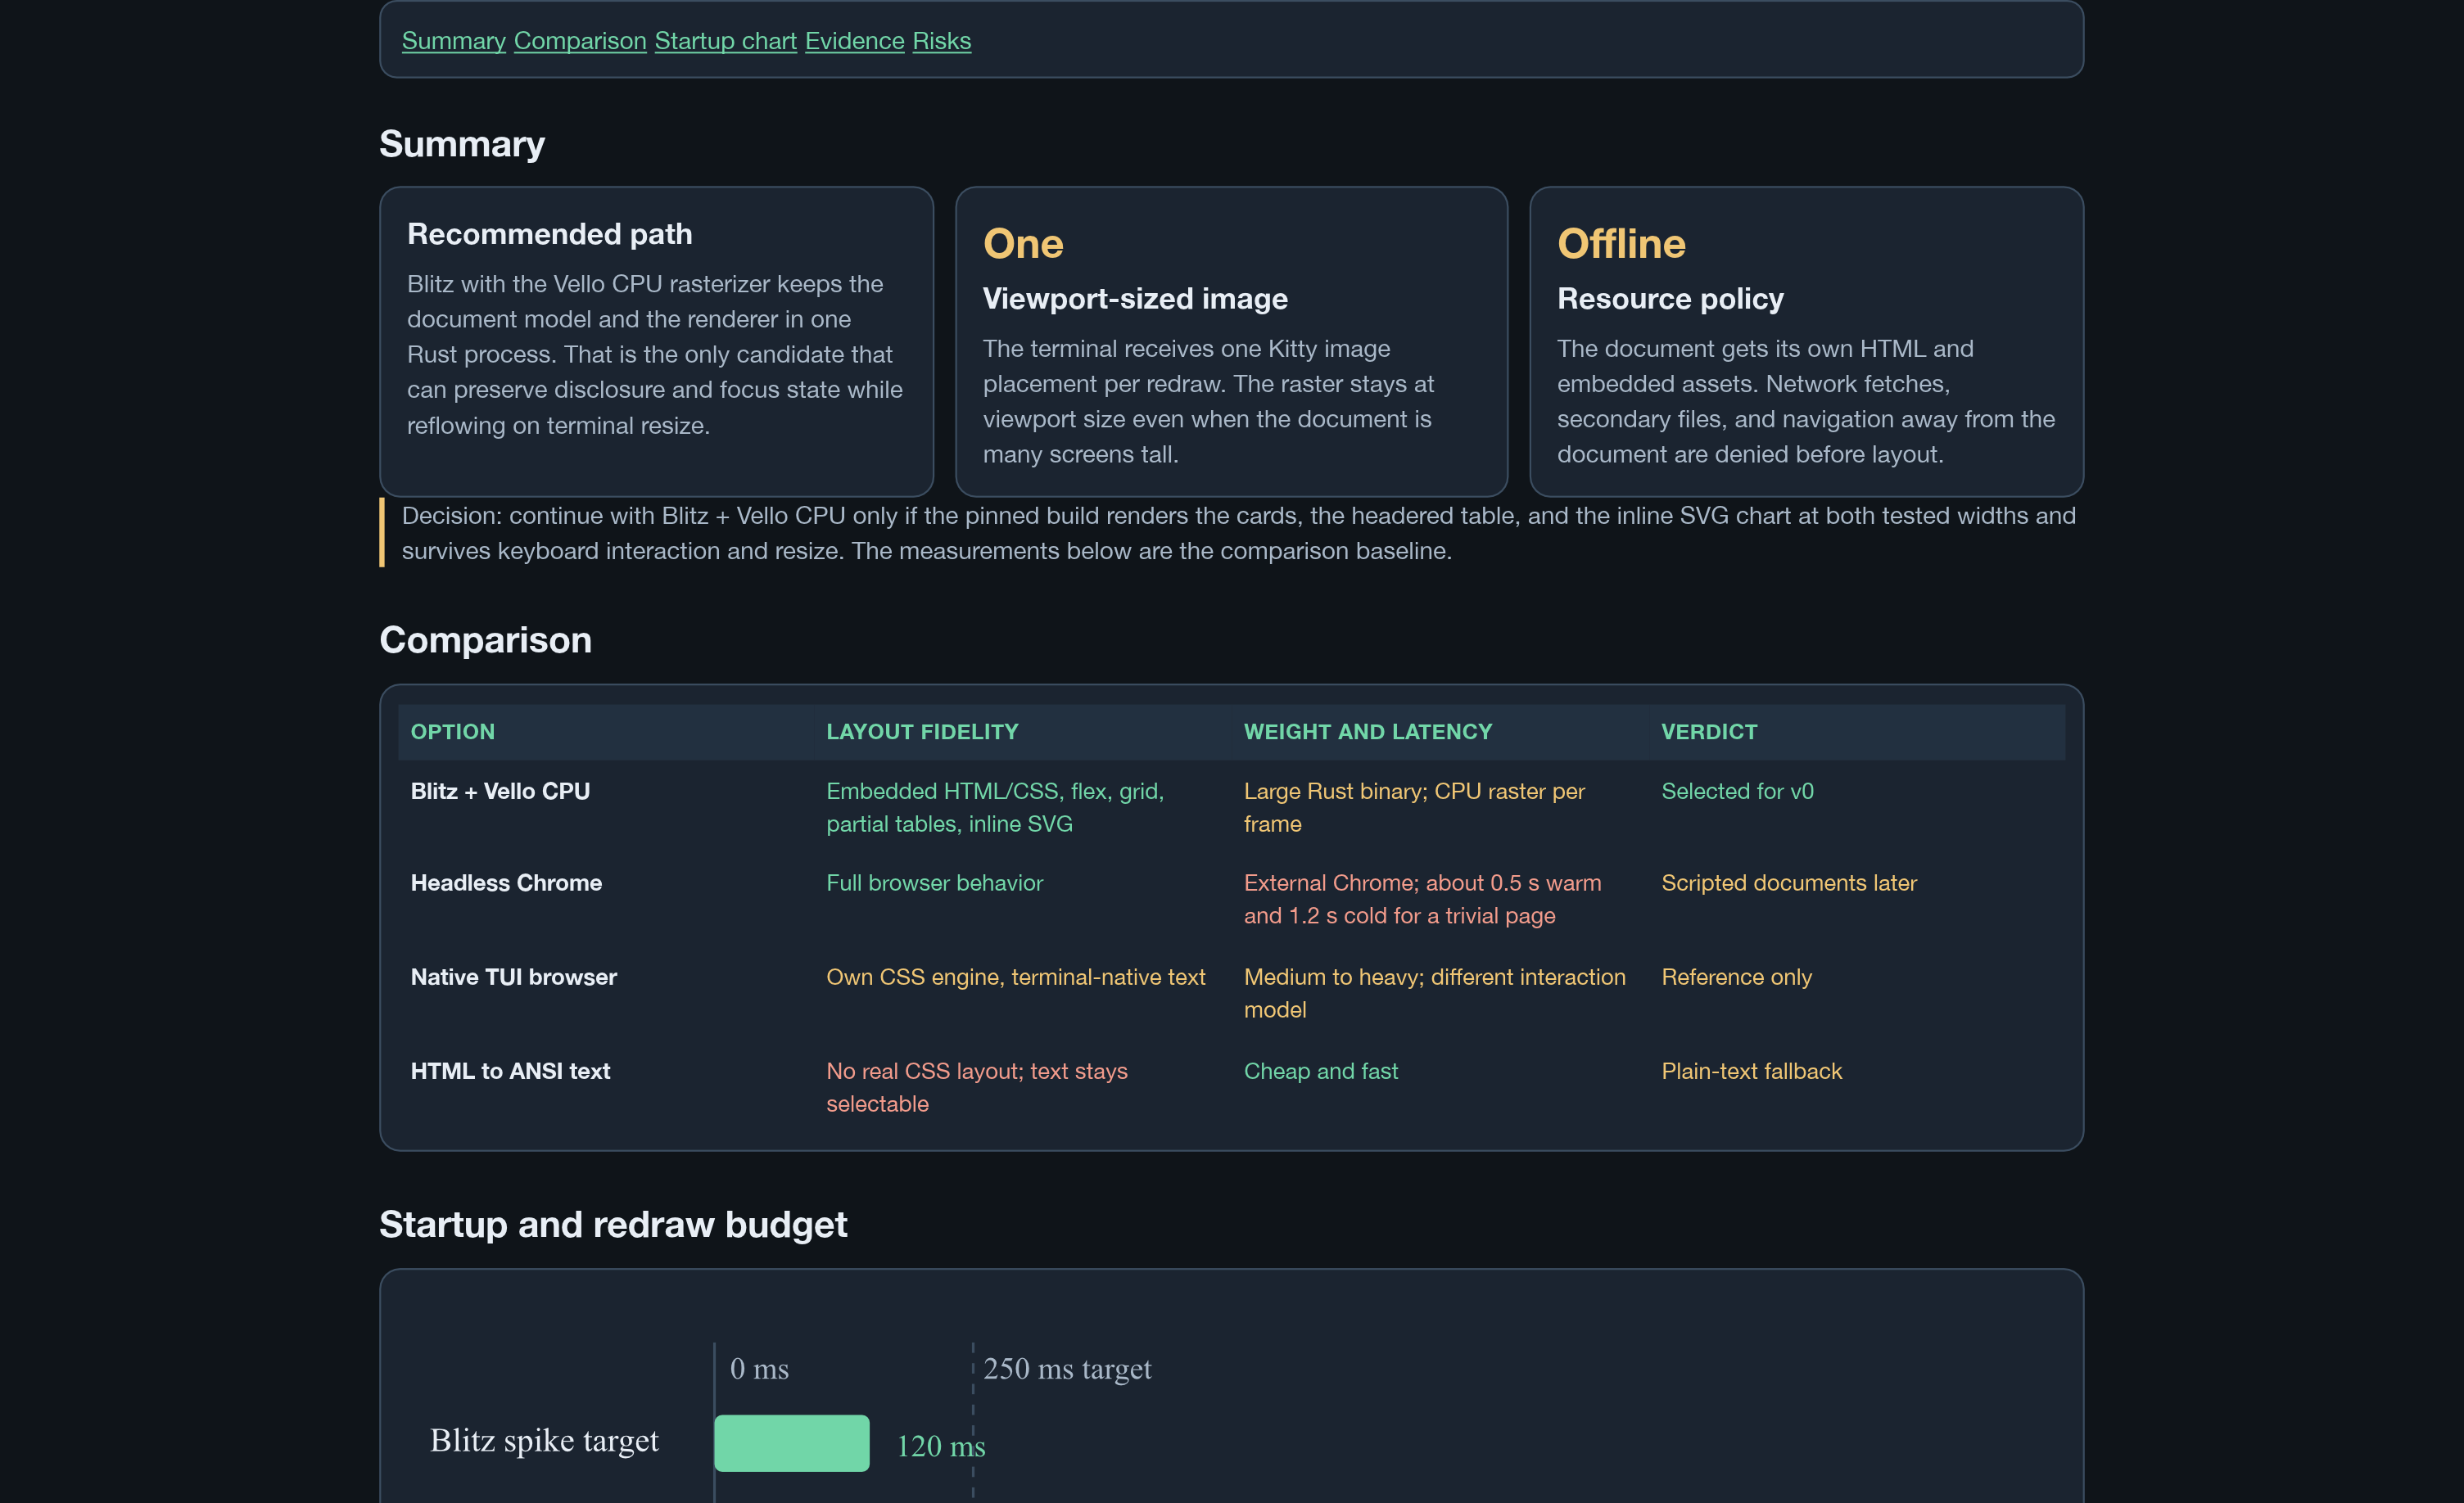 Summary Comparison Startup chart Evidence Risks
Summary
Recommended path
Blitz with the Vello CPU rasterizer keeps the
document model and the renderer in one
Rust process. That is the only candidate that
can preserve disclosure and focus state while
reflowing on terminal resize.
One
Viewport-sized image
The terminal receives one Kitty image
placement per redraw. The raster stays at
viewport size even when the document is
many screens tall.
Offline
Resource policy
The document gets its own HTML and
embedded assets. Network fetches,
secondary files, and navigation away from the
document are denied before layout.
Decision: continue with Blitz + Vello CPU only if the pinned build renders the cards, the headered table, and the inline SVG chart at both tested widths and
survives keyboard interaction and resize. The measurements below are the comparison baseline.
Comparison
OPTION LAYOUT FIDELITY WEIGHT AND LATENCY VERDICT
Blitz + Vello CPU
Embedded HTML/CSS, flex, grid,
partial tables, inline SVG
Large Rust binary; CPU raster per
frame
Selected for v0
Headless Chrome
Full browser behavior
External Chrome; about 0.5 s warm
and 1.2 s cold for a trivial page
Scripted documents later
Native TUI browser
Own CSS engine, terminal-native text
Medium to heavy; different interaction
model
Reference only
HTML to ANSI text
No real CSS layout; text stays
selectable
Cheap and fast
Plain-text fallback
Startup and redraw budget
0 ms 250 ms target
Blitz spike target 120 ms